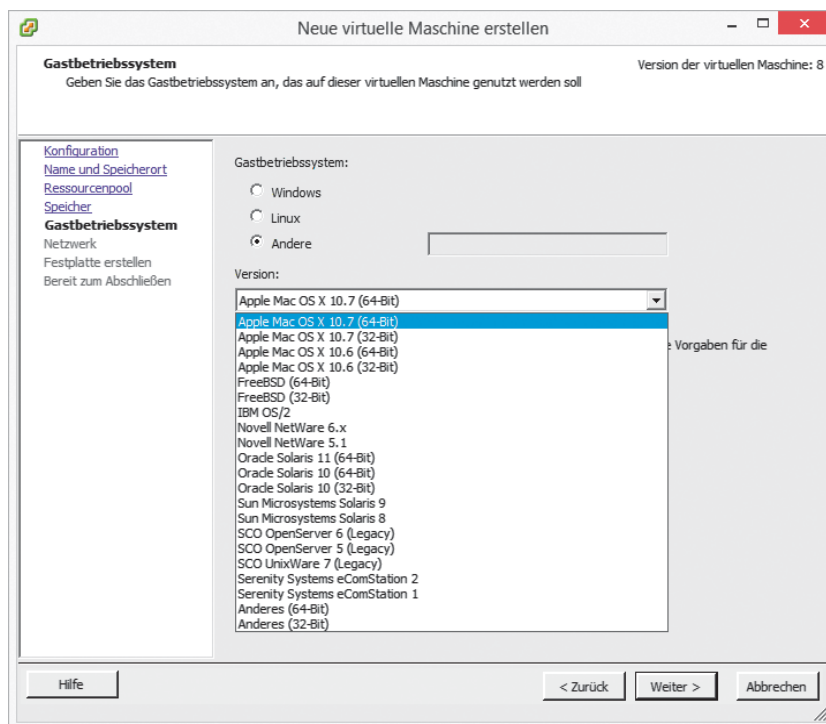 Neue virtuelle Maschine erstellen
Gastbetriebssystem
Geben Sie das Gastbetriebssystem an, das auf dieser virtuellen Maschine genutzt werden soll
Version der virtuellen Maschine: 8
Konfiguration
Name und Speicherort
Ressourcenpool
Speicher
Gastbetriebssystem
Netzwerk
Festplatte erstellen
Bereit zum Abschließen
Gastbetriebssystem:
Windows
Linux
Andere
Version:
Apple Mac OS X 10.7 (64-Bit)
Apple Mac OS X 10.7 (64-Bit)
Apple Mac OS X 10.7 (32-Bit)
Apple Mac OS X 10.6 (64-Bit)
Apple Mac OS X 10.6 (32-Bit)
FreeBSD (64-Bit)
FreeBSD (32-Bit)
IBM OS/2
Novell NetWare 6.x
Novell NetWare 5.1
Oracle Solaris 11 (64-Bit)
Oracle Solaris 10 (64-Bit)
Oracle Solaris 10 (32-Bit)
Sun Microsystems Solaris 9
Sun Microsystems Solaris 8
SCO OpenServer 6 (Legacy)
SCO OpenServer 5 (Legacy)
SCO UnixWare 7 (Legacy)
Serenity Systems eComStation 2
Serenity Systems eComStation 1
Anderes (64-Bit)
Anderes (32-Bit)
Vorgaben für die
Hilfe
< Zurück
Weiter >
Abbrechen